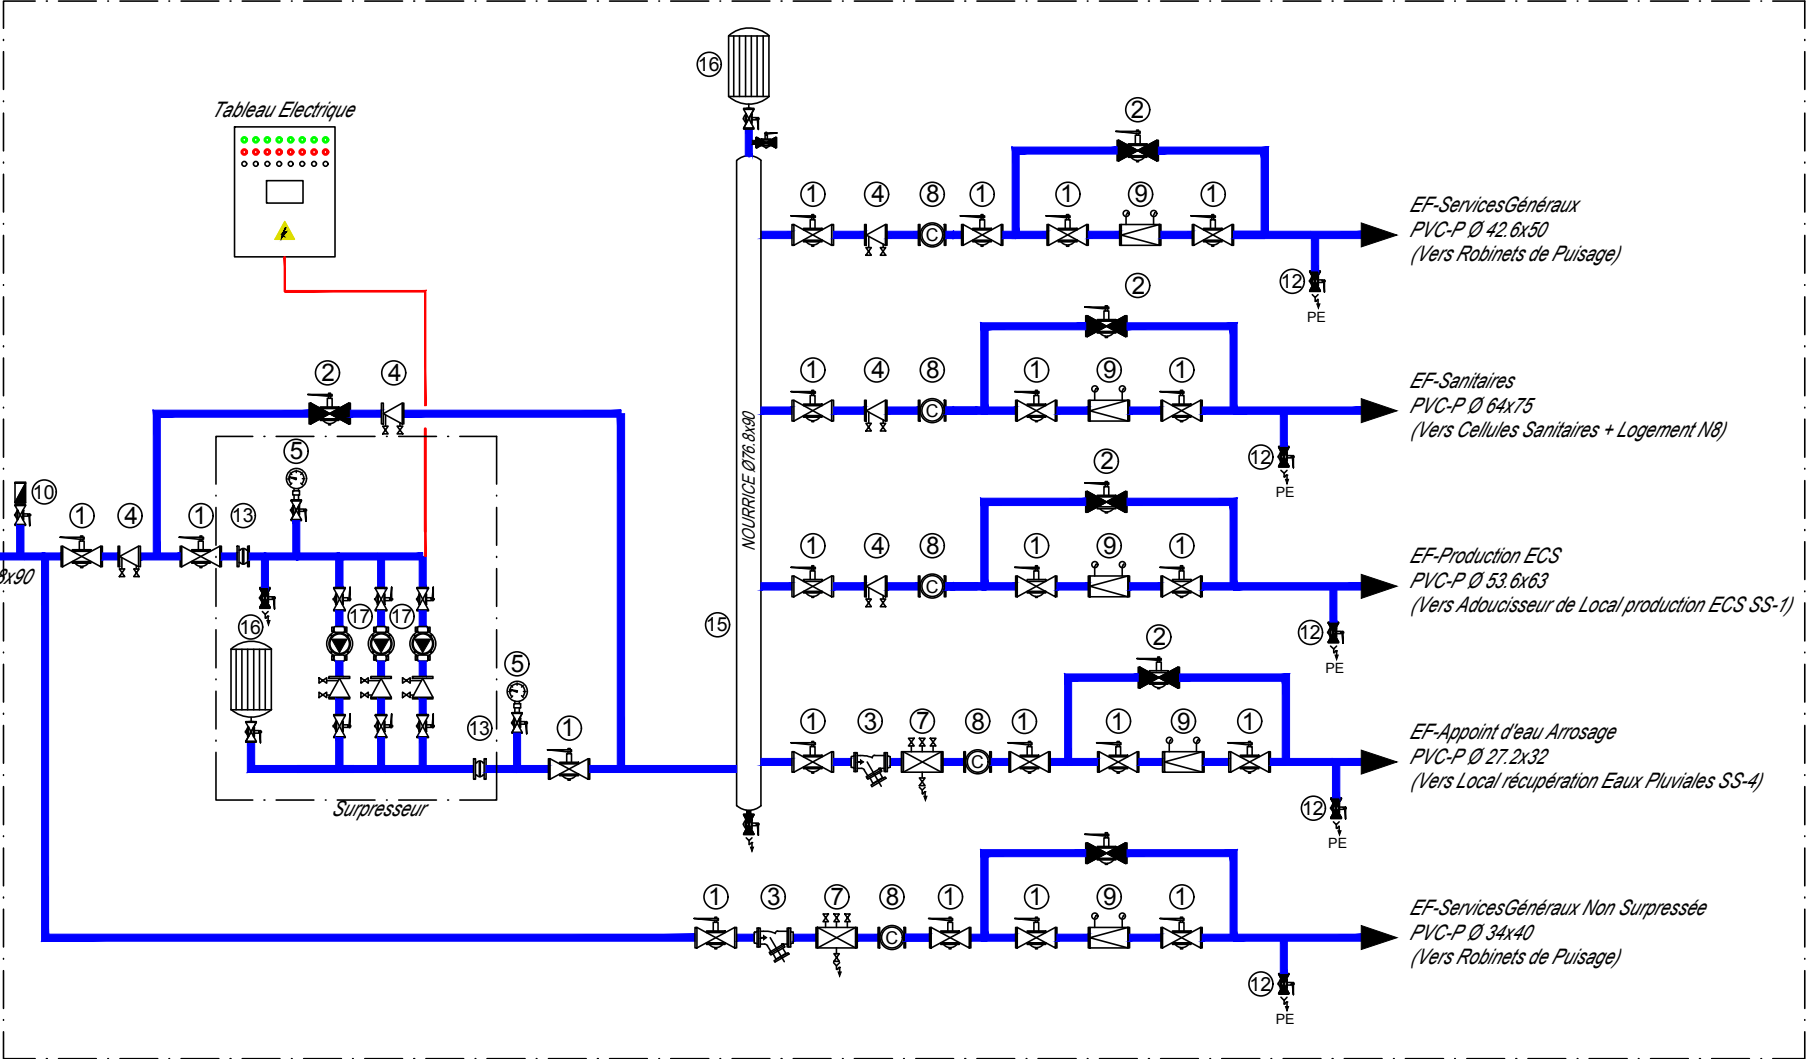 16
Tableau Electrique
2
1
4
8
1
1
9
1
EF-ServicesGénéraux
PVC-P Ø 42.6x50
(Vers Robinets de Puisage)
C
12
PE
2
2
4
1
4
8
1
9
1
EF-Sanitaires
PVC-P Ø 64x75
(Vers Cellules Sanitaires + Logement N8)
C
12
PE
NOURRICE Ø76.8x90
5
2
10
1
4
1
13
1
4
8
1
9
1
EF-Production ECS
PVC-P Ø 53.6x63
(Vers Adoucisseur de Local production ECS SS-1)
C
8x90
12
PE
16
17
17
15
2
5
13
1
1
3
7
8
1
1
9
1
EF-Appoint d'eau Arrosage
PVC-P Ø 27.2x32
(Vers Local récupération Eaux Pluviales SS-4)
C
12
PE
Surpresseur
1
3
7
8
1
1
9
1
EF-ServicesGénéraux Non Surpressée
PVC-P Ø 34x40
(Vers Robinets de Puisage)
C
12
PE